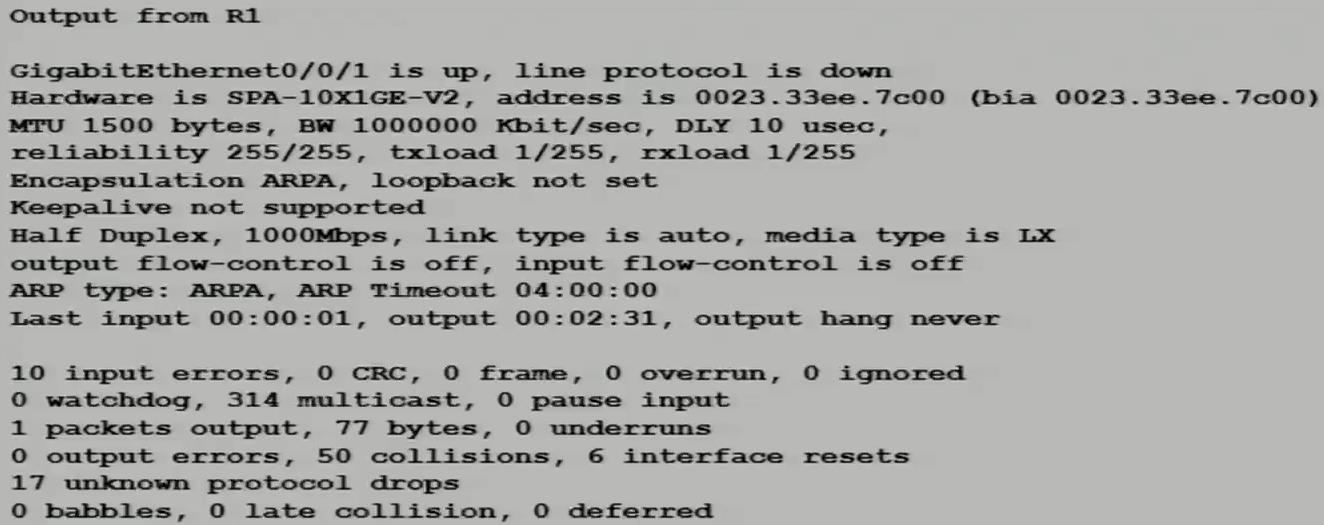 Output from R1
GigabitEthernet0/0/1 is up, line protocol is down
Hardware is SPA-10X1GE-V2, address is 0023.33ee.7c00 (bia 0023.33ee.7c00)
MTU 1500 bytes, BW 1000000 Kbit/sec, DLY 10 usec,
reliability 255/255, txload 1/255, rxload 1/255
Encapsulation ARPA, loopback not set
Keepalive not supported
Half Duplex, 1000Mbps, link type is auto, media type is LX
output flow-control is off, input flow-control is off
ARP type: ARPA, ARP Timeout 04:00:00
Last input 00:00:01, output 00:02:31, output hang never
10 input errors, 0 CRC, 0 frame, 0 overrun, 0 ignored
0 watchdog, 314 multicast, 0 pause input
1 packets output, 77 bytes, 0 underruns
0 output errors, 50 collisions, 6 interface resets
17 unknown protocol drops
0 babbles, 0 late collision, 0 deferred